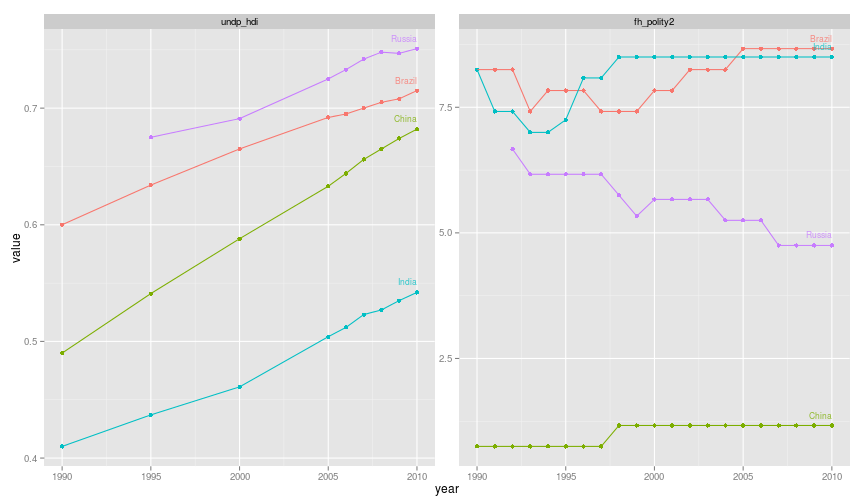 undp_hdi
fh_polity2
value
0.7
0.6
0.5
0.4
Russia
Brazil
China
India
1990 1995 2000 2005 2010
7.5
5.0
2.5
Brazil
India
Russia
China
1990 1995 2000 2005 2010
year